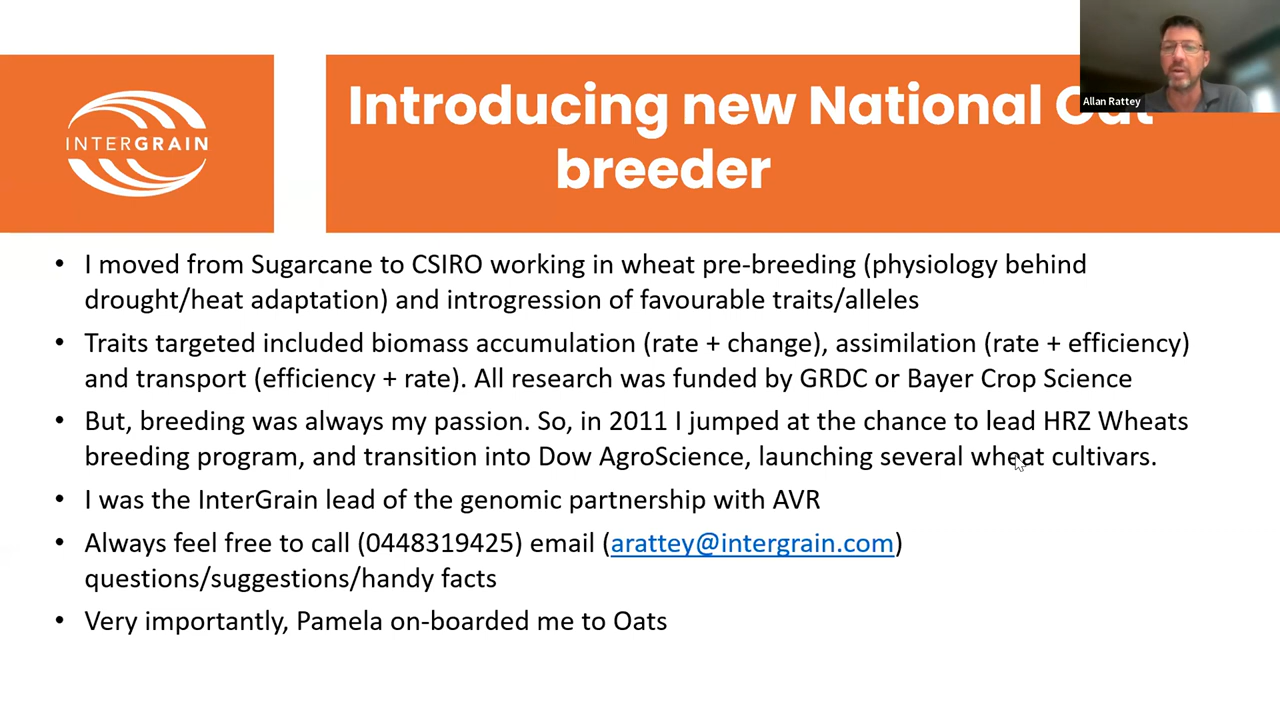 INTERGRAIN
Introducing new National Oat
breeder
Allan Rattey
• I moved from Sugarcane to CSIRO working in wheat pre-breeding (physiology behind
drought/heat adaptation) and introgression of favourable traits/alleles
• Traits targeted included biomass accumulation (rate + change), assimilation (rate + efficiency)
and transport (efficiency + rate). All research was funded by GRDC or Bayer Crop Science
• But, breeding was always my passion. So, in 2011 I jumped at the chance to lead HRZ Wheats
breeding program, and transition into Dow AgroScience, launching several wheat cultivars.
• I was the InterGrain lead of the genomic partnership with AVR
• Always feel free to call (0448319425) email (arattey@intergrain.com)
questions/suggestions/handy facts
• Very importantly, Pamela on-boarded me to Oats